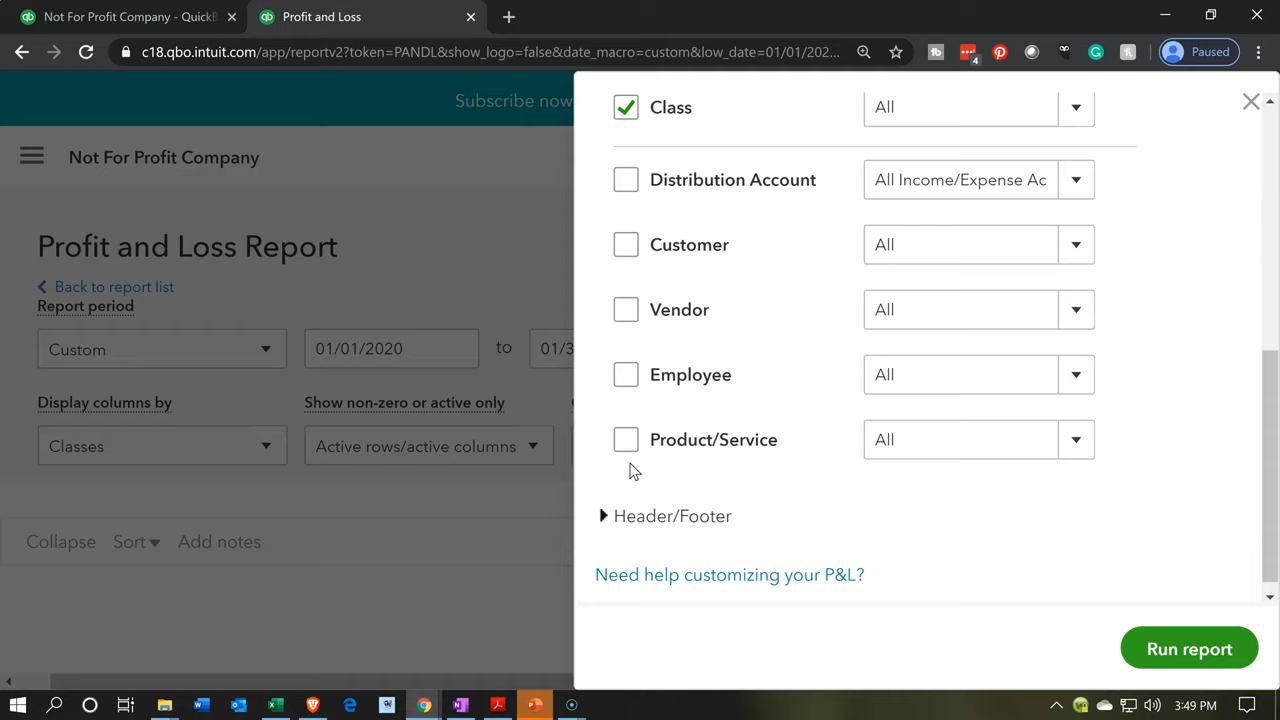 Not For Profit Company - QuickB
Profit and Loss
c18.qbo.intuit.com/app/reportv2?token=PANDL&show_logo=false&date_macro=custom&low_date=01/01/202...
4
Paused
Subscribe now
Not For Profit Company
Profit and Loss Report
Back to report list
Report period
Custom
01/01/2020
to
01/3
Display columns by
Show non-zero or active only
Classes
Active rows/active columns
Collapse
Sort
Add notes
Class
All
Distribution Account
All Income/Expense Ac
Customer
All
Vendor
All
Employee
All
Product/Service
All
Header/Footer
Need help customizing your P&L?
Run report
3:49 PM